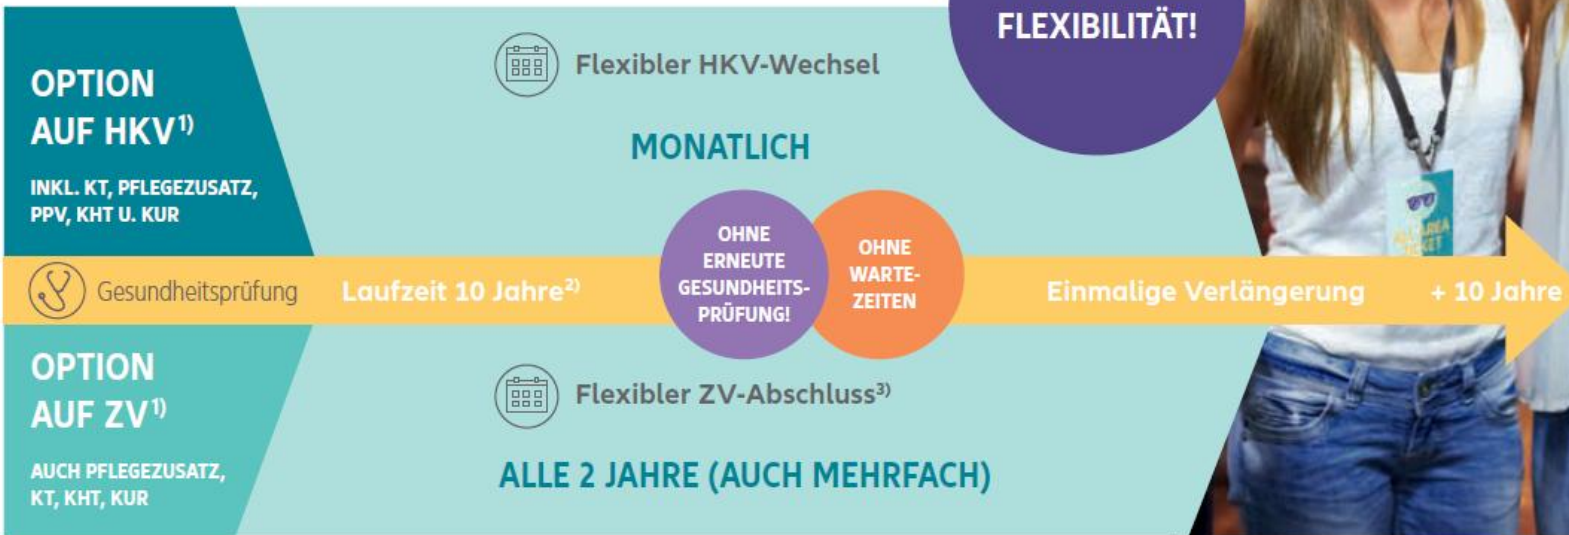 FLEXIBILITÄT!
OPTION
AUF HKV¹⁾
INKL. KT, PFLEGEZUSATZ,
PPV, KHT U. KUR
Flexibler HKV-Wechsel
MONATLICH
OHNE
ERNEUTE
GESUNDHEITS-
PRÜFUNG!
OHNE
WARTE-
ZEITEN
Gesundheitsprüfung
Laufzeit 10 Jahre²⁾
Einmalige Verlängerung
+ 10 Jahre
OPTION
AUF ZV¹⁾
AUCH PFLEGEZUSATZ,
KT, KHT, KUR
Flexibler ZV-Abschluss³⁾
ALLE 2 JAHRE (AUCH MEHRFACH)